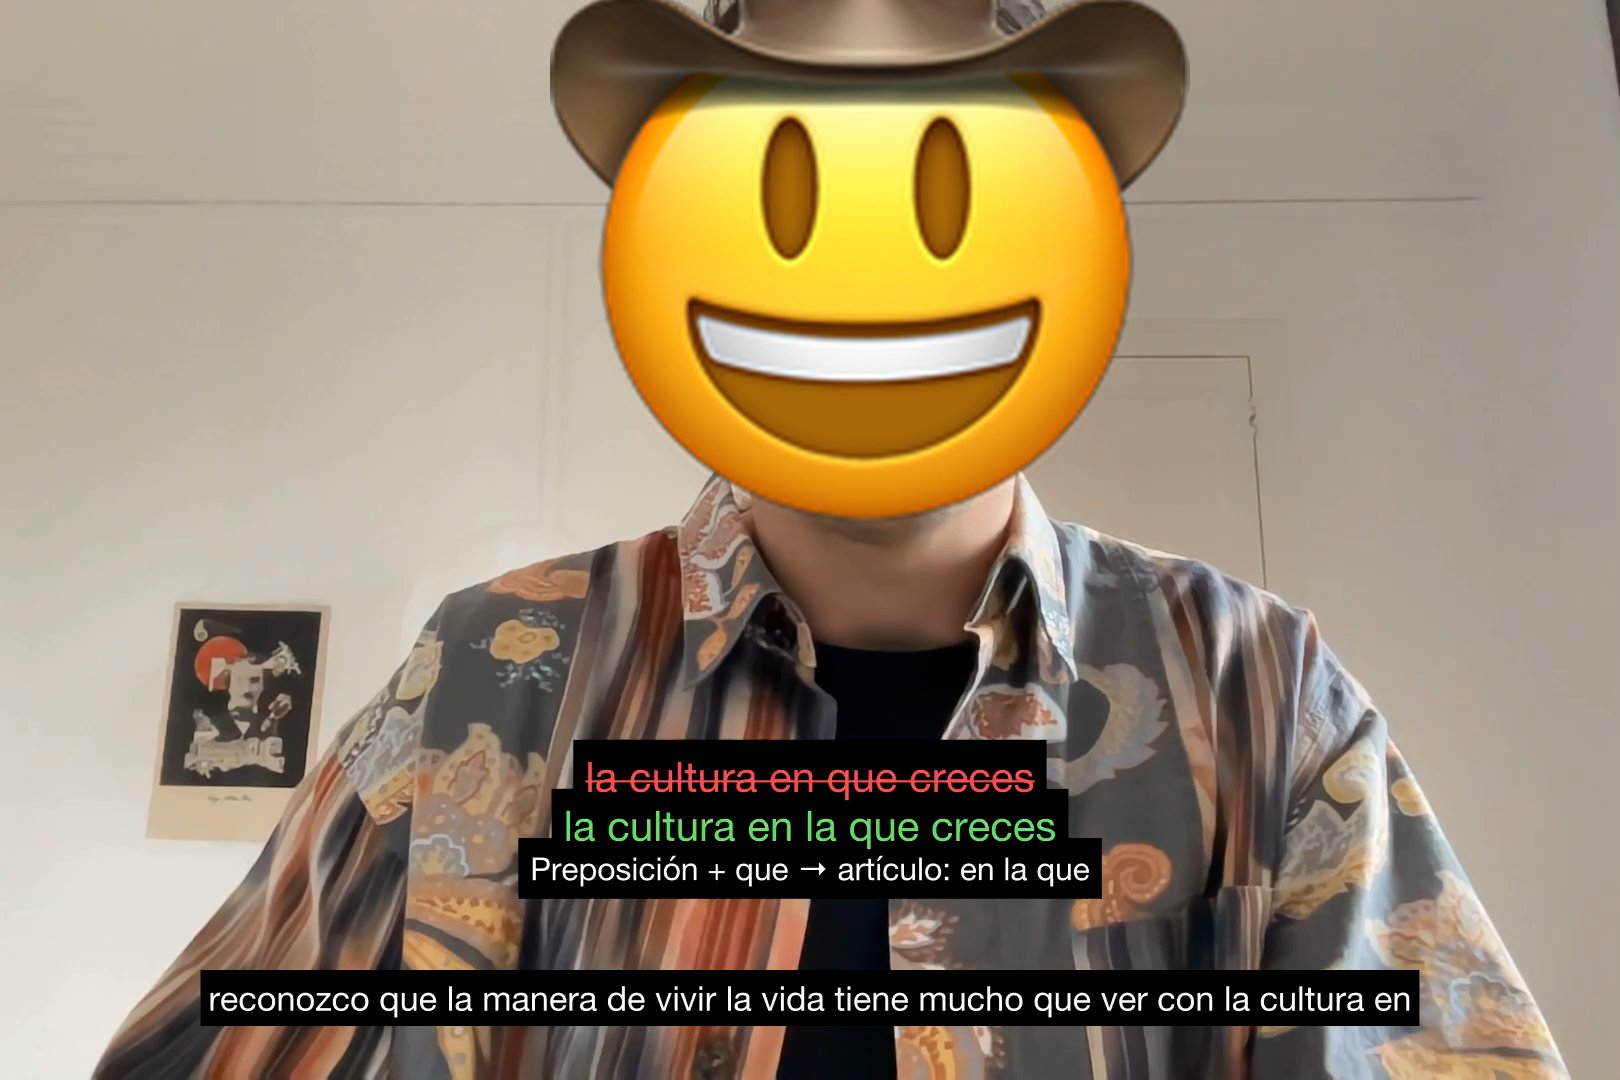 la cultura en que creces
la cultura en la que creces
Preposición + que → artículo: en la que
reconozco que la manera de vivir la vida tiene mucho que ver con la cultura en